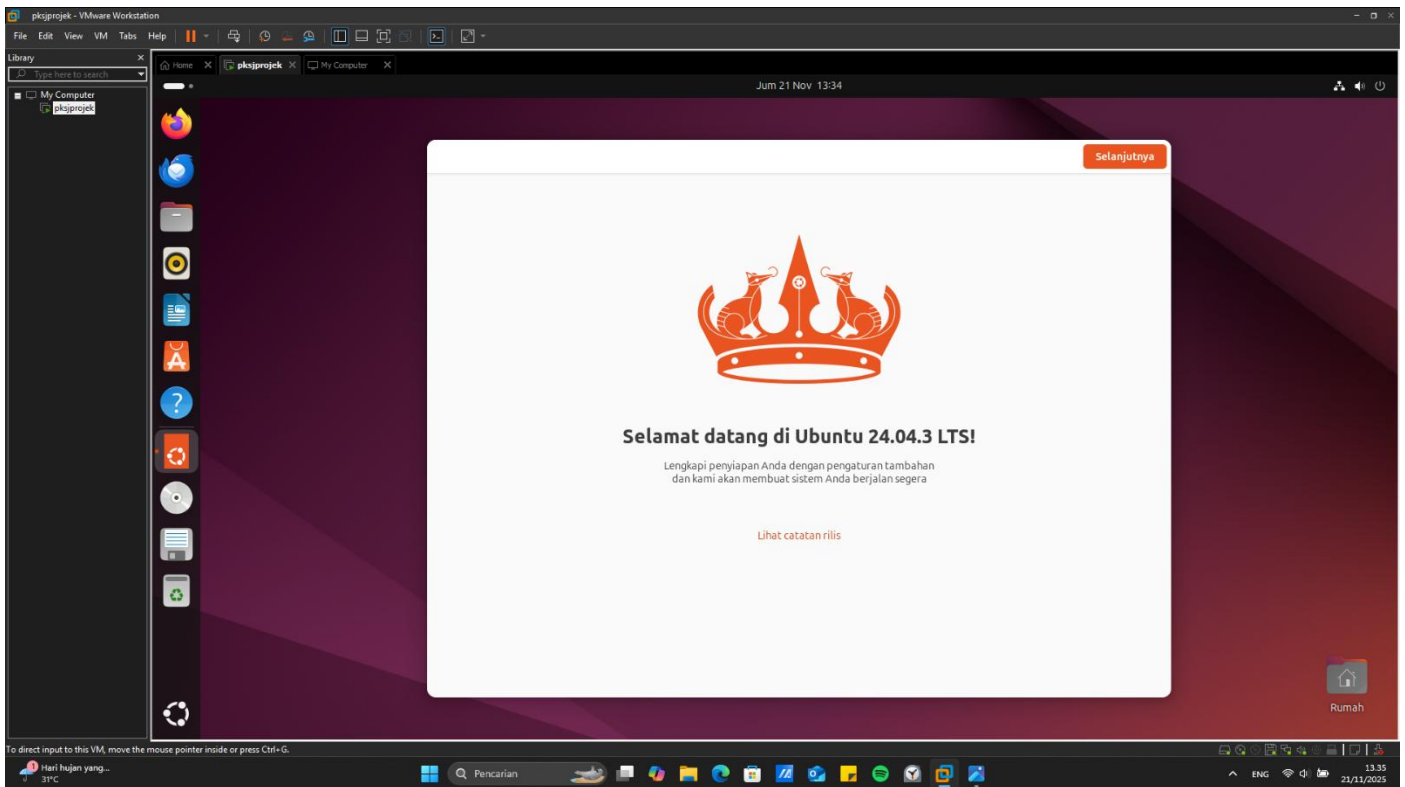 pksjprojek - VMware Workstation
File Edit View VM Tabs Help
Library
Type here to search
My Computer
pksjprojek
Home
pksjprojek
My Computer
Jum 21 Nov 13:34
Selanjutnya
Selamat datang di Ubuntu 24.04.3 LTS!
Lengkapi penyiapan Anda dengan pengaturan tambahan
dan kami akan membuat sistem Anda berjalan segera
Lihat catatan rilis
Rumah
To direct input to this VM, move the mouse pointer inside or press Ctrl+G.
1
Hari hujan yang...
31°C
Pencarian
ENG
13.35
21/11/2025